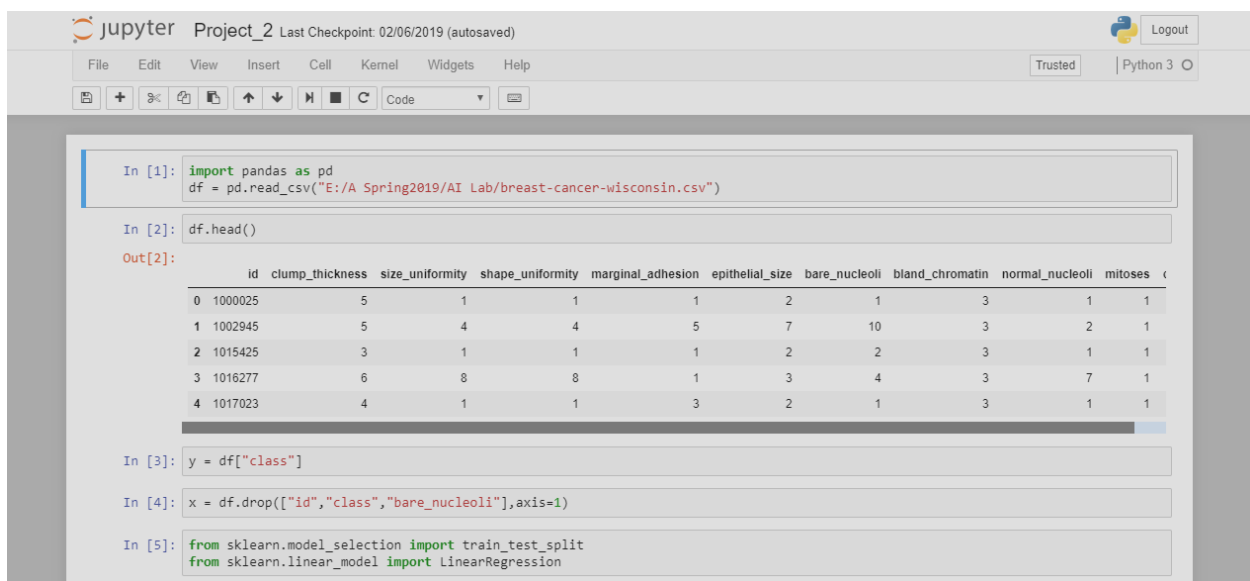 jupyter Project_2 Last Checkpoint: 02/06/2019 (autosaved) Logout
File Edit View Insert Cell Kernel Widgets Help Trusted Python 3
Code
In [1]: import pandas as pd
df = pd.read_csv("E:/A Spring2019/AI Lab/breast-cancer-wisconsin.csv")
In [2]: df.head()
Out[2]:
id clump_thickness size_uniformity shape_uniformity marginal_adhesion epithelial_size bare_nucleoli bland_chromatin normal_nucleoli mitoses
0 1000025 5 1 1 1 2 1 3 1 1
1 1002945 5 4 4 5 7 10 3 2 1
2 1015425 3 1 1 1 2 2 3 1 1
3 1016277 6 8 8 1 3 4 3 7 1
4 1017023 4 1 1 3 2 1 3 1 1
In [3]: y = df["class"]
In [4]: x = df.drop(["id","class","bare_nucleoli"],axis=1)
In [5]: from sklearn.model_selection import train_test_split
from sklearn.linear_model import LinearRegression